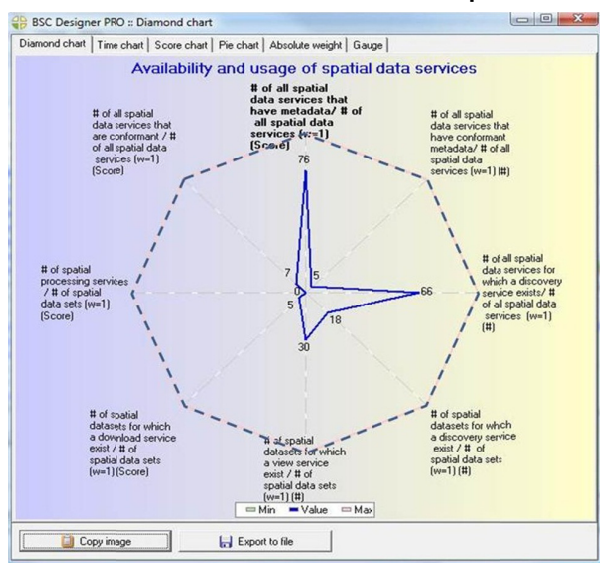 BSC Designer PRO :: Diamond chart
Diamond chart Time chart Score chart Pie chart Absolute weight Gauge
Availability and usage of spatial data services
# of all spatial
data services that
have metadata/ # of
all spatial data
services (w=1)
(Score)
# of all spatial
data services that
are conformant / #
of all spatial data
services (w=1)
(Score)
# of all spatial
data services that
have conformant
metadata/ # of all
spatial data
services (w=1) (#)
76
7
5
# of spatial
processing services
/ # of spatial
data sets (w=1)
(Score)
0
66
# of all spatial
data services for
which a discovery
service exists/ #
of al spatial data
services (w=1)
(#)
5
18
30
# of spatial
datasets for which
a download service
exist / # of
spatial data sets
(w=1)(Score)
# of spatial
datasets for which
a view service
exist / # of
spatial data sets
(w=1) (#)
# of spatial
datasets for which
a discovery service
exist / # of
spatial data sets
(w=1) (#)
Min Value Max
Copy image Export to file